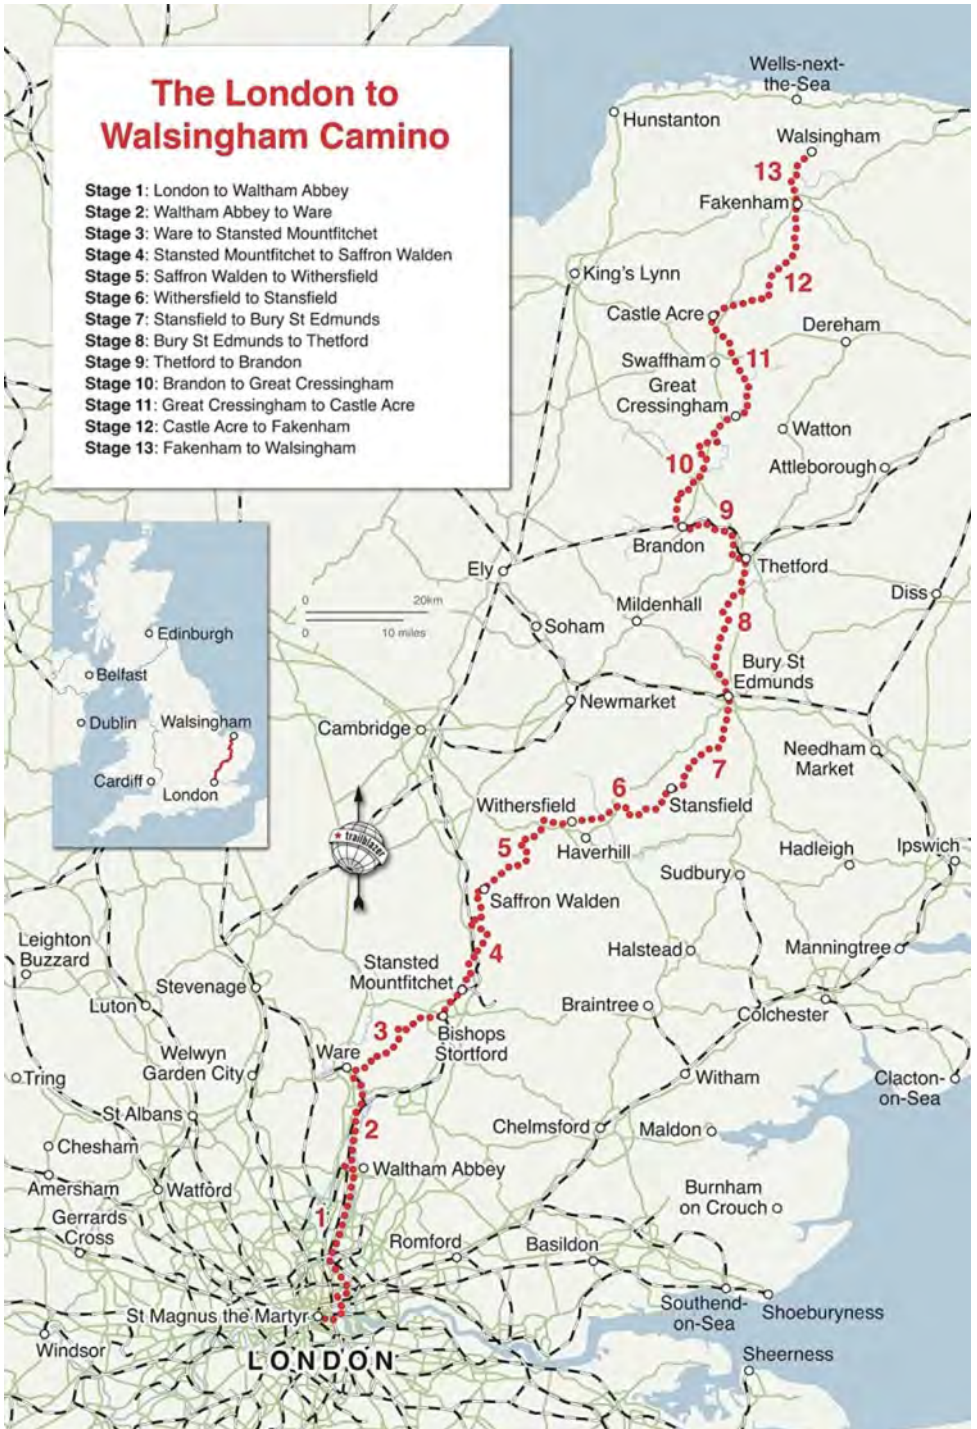 The London to
Walsingham Camino
Stage 1: London to Waltham Abbey
Stage 2: Waltham Abbey to Ware
Stage 3: Ware to Stansted Mountfitchet
Stage 4: Stansted Mountfitchet to Saffron Walden
Stage 5: Saffron Walden to Withersfield
Stage 6: Withersfield to Stansfield
Stage 7: Stansfield to Bury St Edmunds
Stage 8: Bury St Edmunds to Thetford
Stage 9: Thetford to Brandon
Stage 10: Brandon to Great Cressingham
Stage 11: Great Cressingham to Castle Acre
Stage 12: Castle Acre to Fakenham
Stage 13: Fakenham to Walsingham
Wells-next-
the-Sea
Hunstanton
Walsingham
13
Fakenham
King's Lynn
12
Castle Acre
Dereham
Swaffham
11
Great
Cressingham
Watton
10
Attleborough
9
Brandon
Thetford
Ely
Diss
0 20km
0 10 miles
Mildenhall
Soham
8
Bury St
Edmunds
Newmarket
Cambridge
Needham
Market
7
6
Stansfield
Withersfield
Haverhill
5
Hadleigh
Ipswich
Sudbury
Saffron Walden
Edinburgh
Belfast
Dublin
Walsingham
Cardiff
London
trailblazer
4
Halstead
Manningtree
Leighton
Buzzard
Stansted
Mountfitchet
Stevenage
Luton
Braintree
Colchester
3
Bishops
Stortford
Ware
Welwyn
Garden City
Tring
Witham
Clacton-
on-Sea
St Albans
2
Chelmsford
Maldon
Chesham
Waltham Abbey
Amersham
Watford
Burnham
on Crouch
1
Gerrards
Cross
Romford
Basildon
St Magnus the Martyr
Southend-
on-Sea
Shoeburyness
Windsor
LONDON
Sheerness